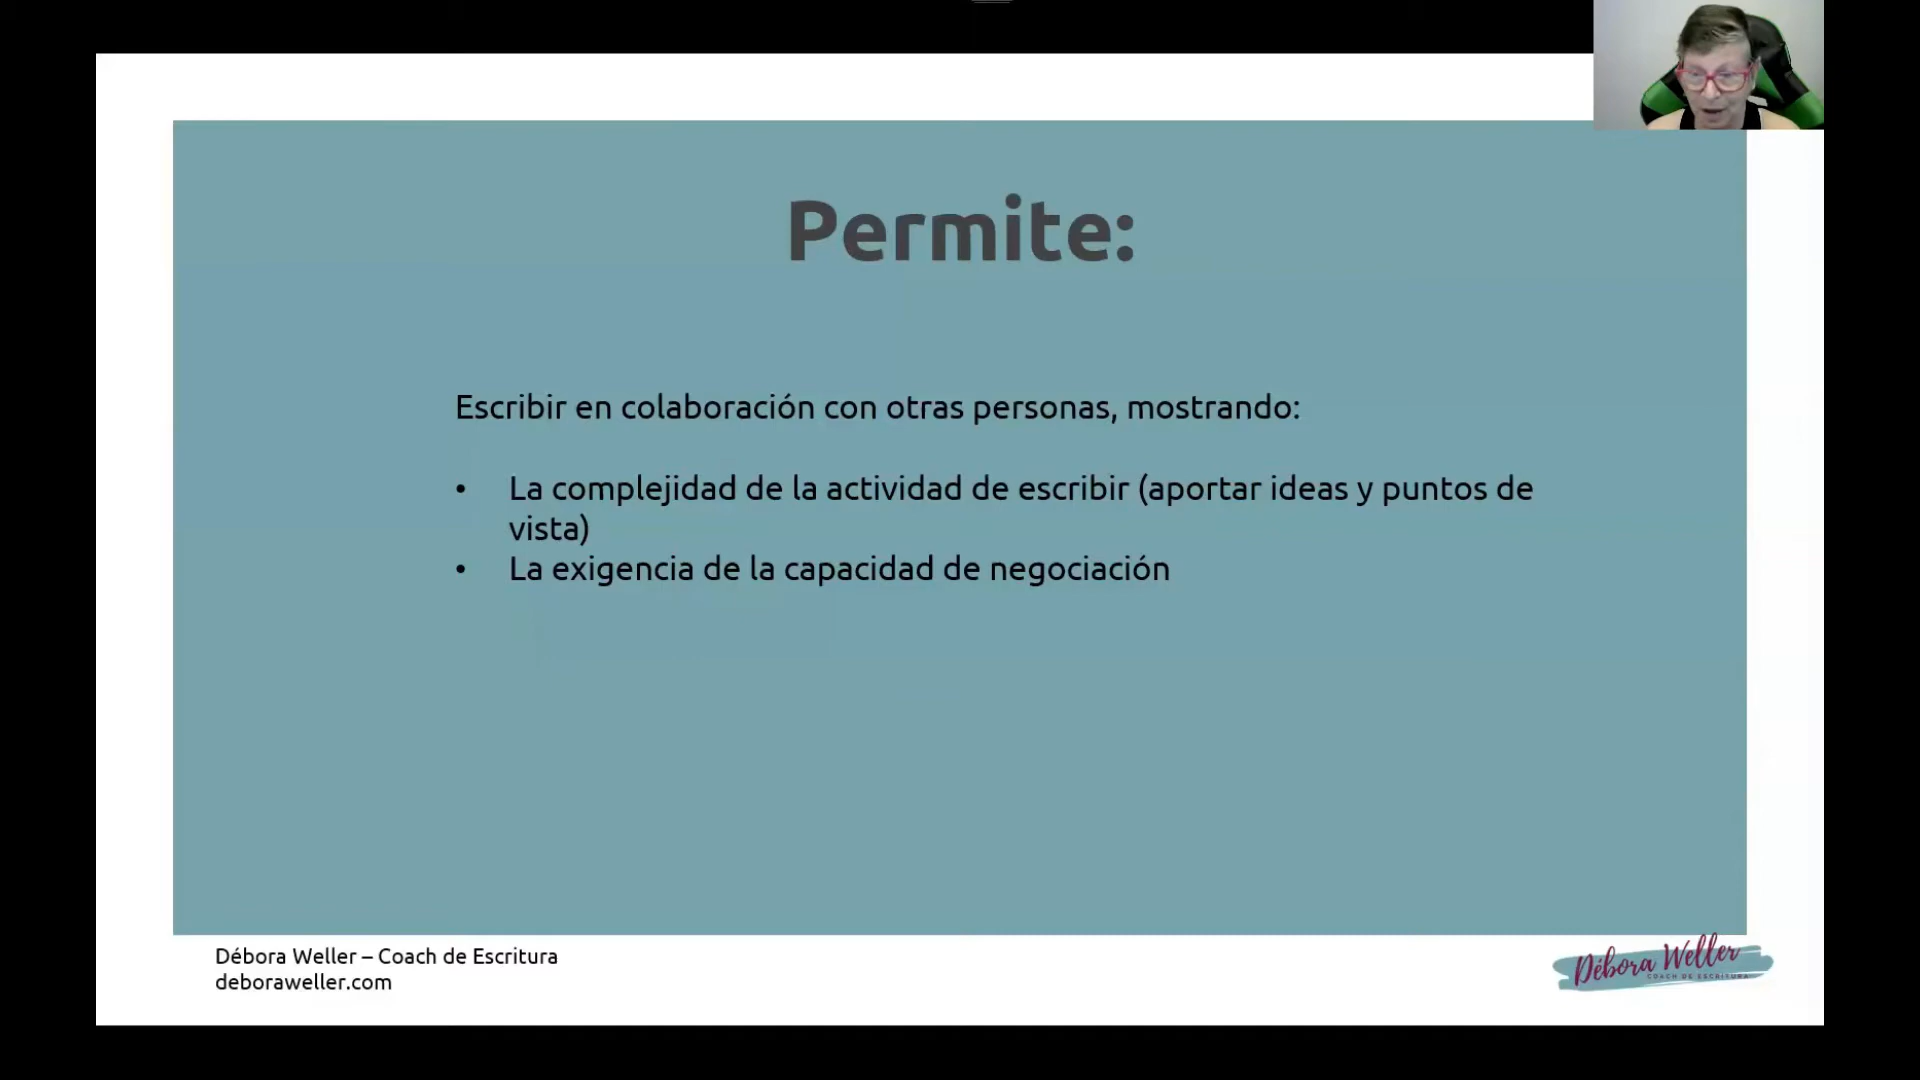 Permite:
Escribir en colaboración con otras personas, mostrando:
• La complejidad de la actividad de escribir (aportar ideas y puntos de
vista)
• La exigencia de la capacidad de negociación
Débora Weller – Coach de Escritura
deboraweller.com
Débora Weller
COACH DE ESCRITURA